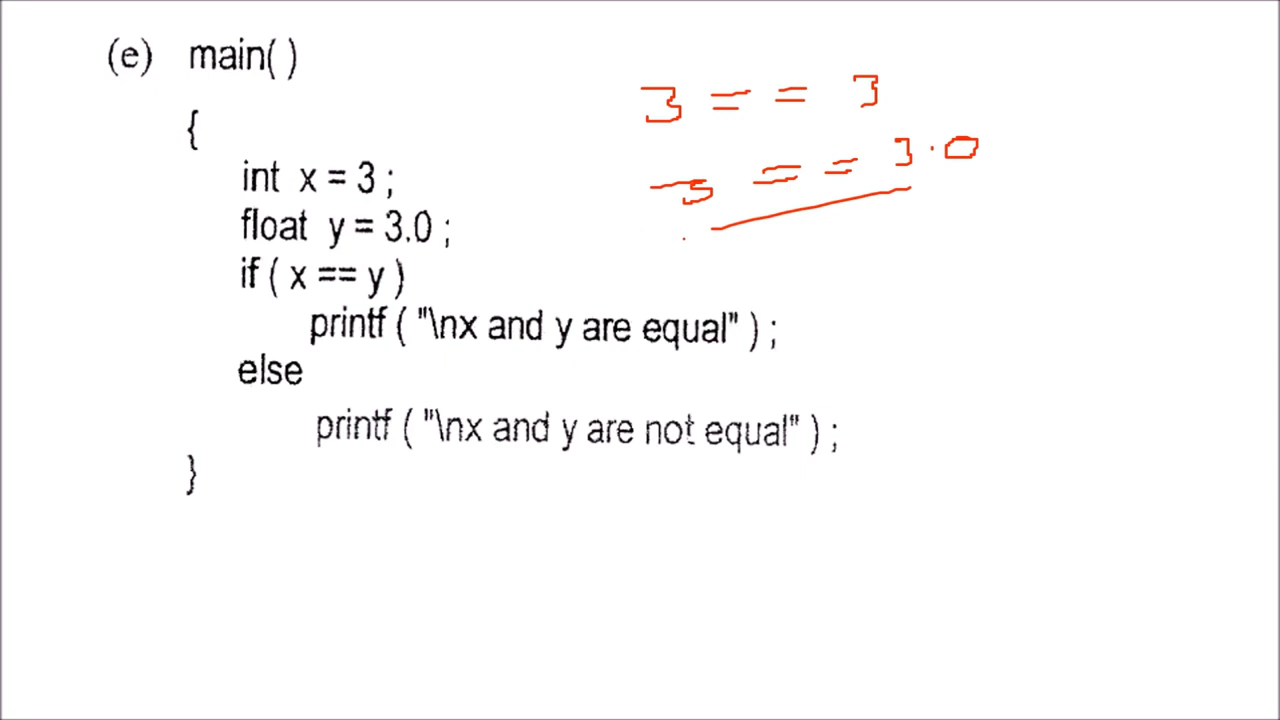 (e) main( )
{
int x = 3 ;
float y = 3.0 ;
if ( x == y )
printf ( "\nx and y are equal" ) ;
else
printf ( "\nx and y are not equal" ) ;
}
3 = = 3
3 = = 3.0